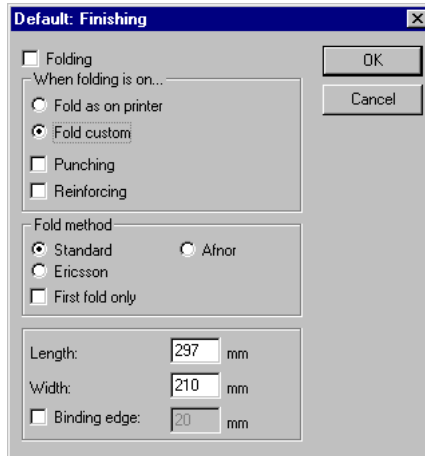 Default: Finishing
Folding
OK
When folding is on...
Fold as on printer
Cancel
Fold custom
Punching
Reinforcing
Fold method
Standard Afnor
Ericsson
First fold only
Length: 297 mm
Width: 210 mm
Binding edge: 20 mm